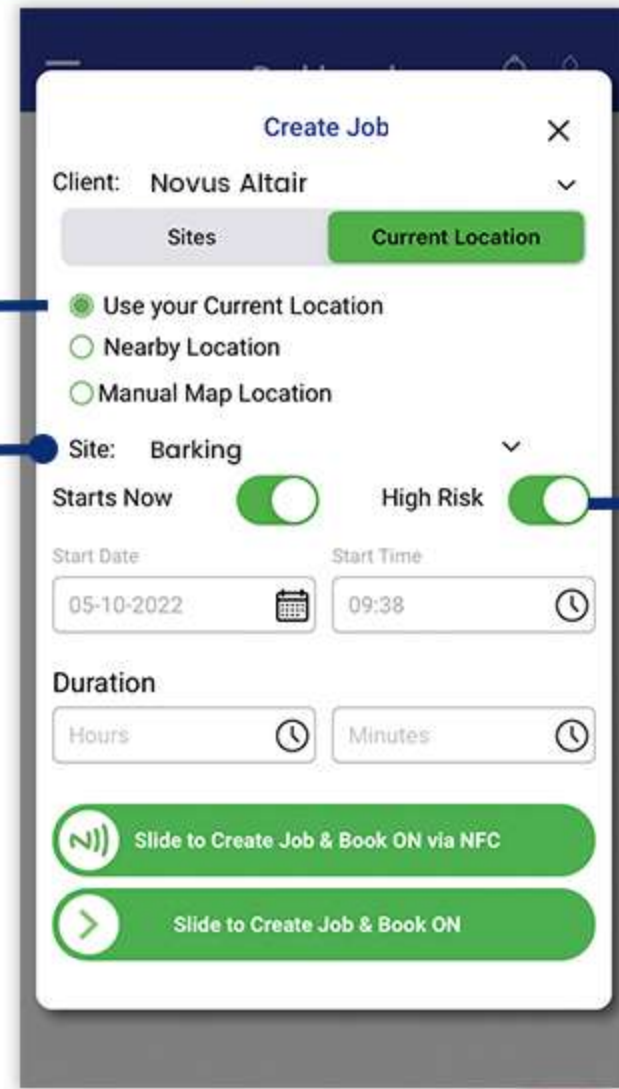 Create Job
Client: Novus Altair
Sites Current Location
Use your Current Location
Nearby Location
Manual Map Location
Site: Barking
Starts Now High Risk
Start Date Start Time
05-10-2022 09:38
Duration
Hours Minutes
Slide to Create Job & Book ON via NFC
Slide to Create Job & Book ON